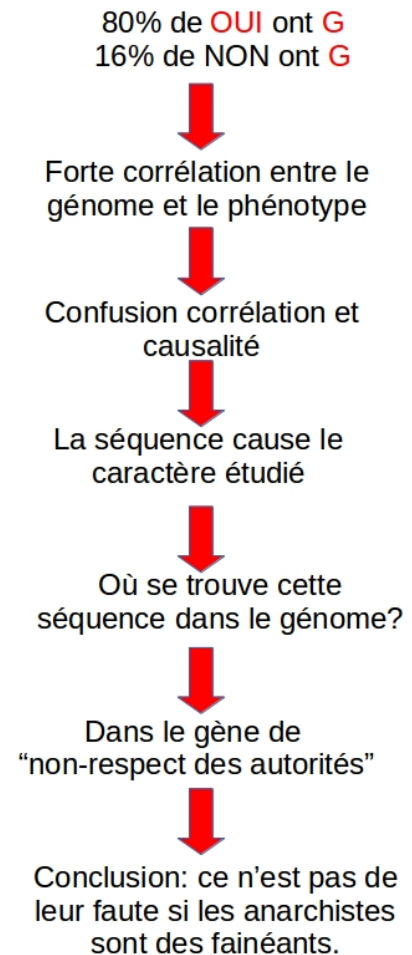 80% de OUI ont G
16% de NON ont G
Forte corrélation entre le
génome et le phénotype
Confusion corrélation et
causalité
La séquence cause le
caractère étudié
Où se trouve cette
séquence dans le génome?
Dans le gène de
“non-respect des autorités”
Conclusion: ce n’est pas de
leur faute si les anarchistes
sont des fainéants.